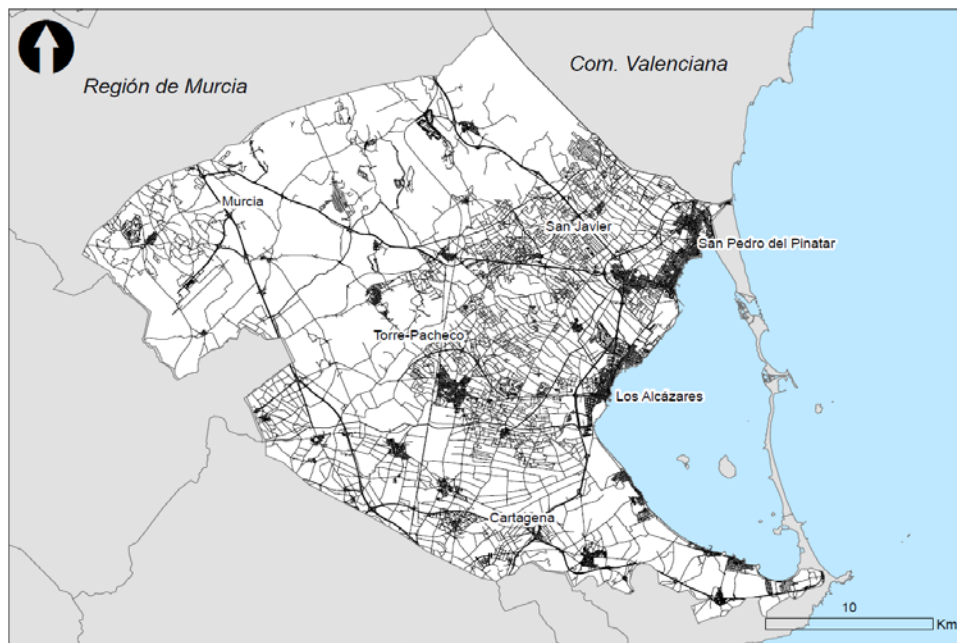 Com. Valenciana
Región de Murcia
Murcia
San Javier
San Pedro del Pinatar
Torre-Pacheco
Los Alcázares
Cartagena
10
Km